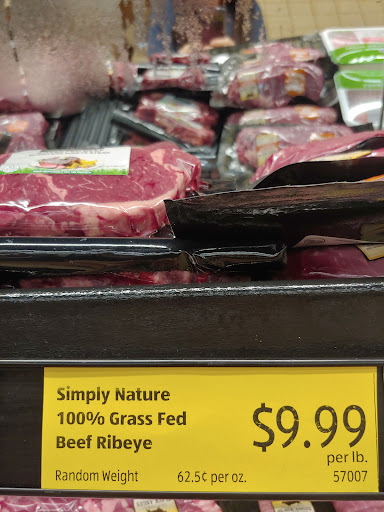 Simply Nature
100% Grass Fed
Beef Ribeye
$9.99
per lb.
Random Weight 62.5¢ per oz. 57007